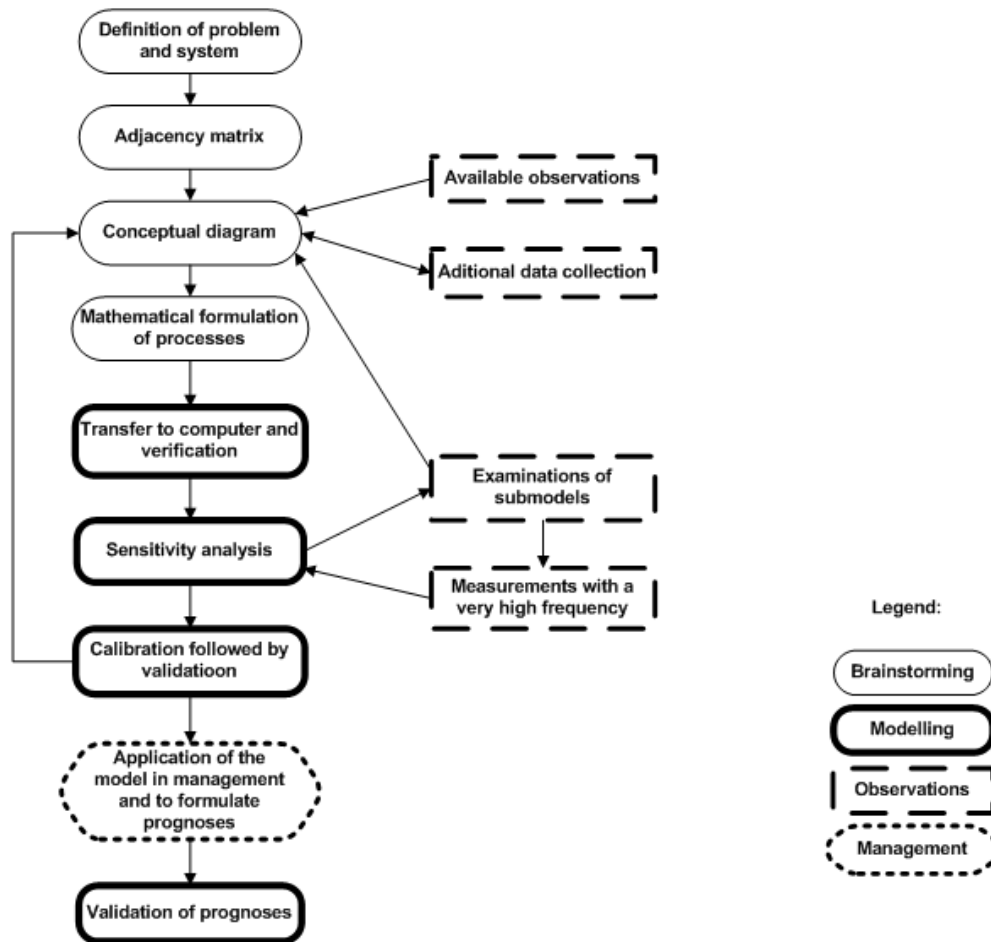 Definition of problem
and system
Adjacency matrix
Available observations
Conceptual diagram
Aditional data collection
Mathematical formulation
of processes
Transfer to computer and
verification
Examinations of
submodels
Sensitivity analysis
Measurements with a
very high frequency
Calibration followed by
validatioon
Application of the
model in management
and to formulate
prognoses
Validation of prognoses
Legend:
Brainstorming
Modelling
Observations
Management